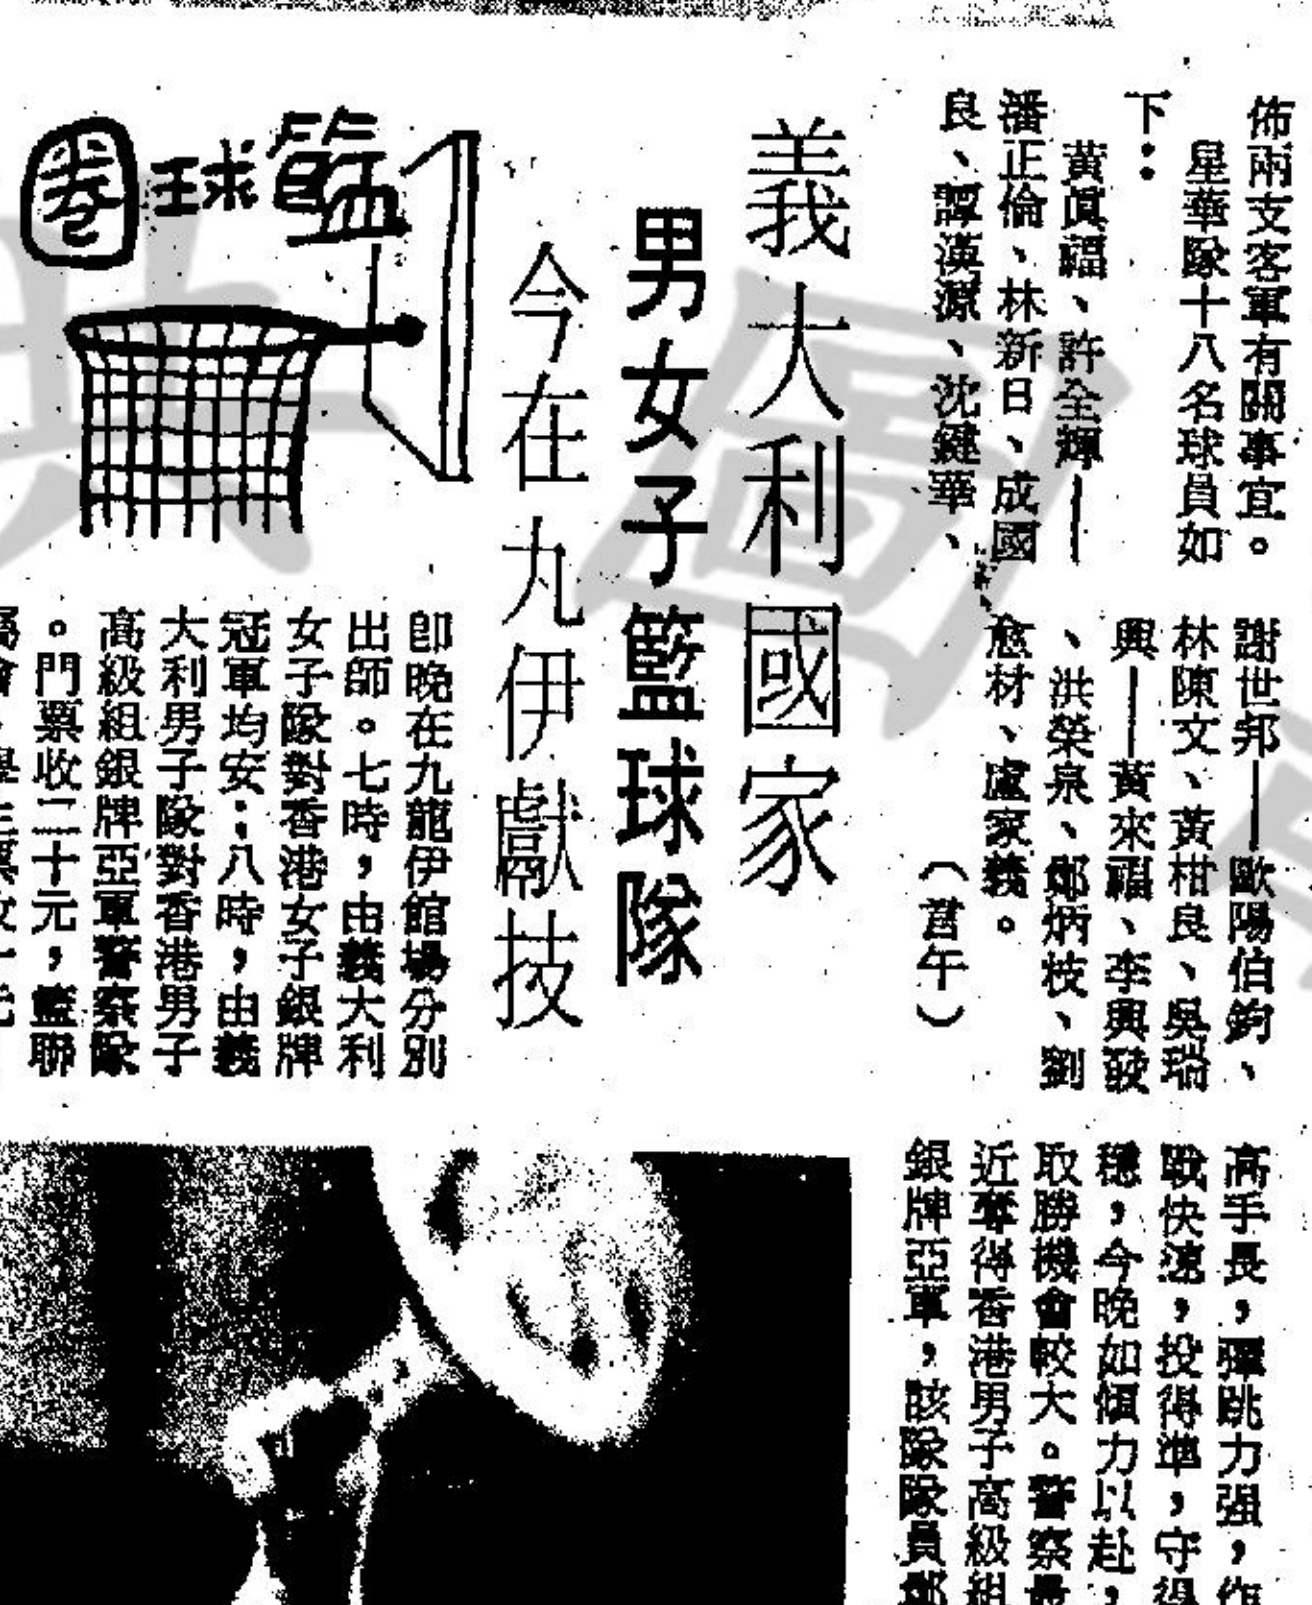 佈兩支客軍有關事宜。
星華隊十八名球員如
下：
黃眞福、許全輝——
潘正倫、林新日、成國
良、譚漢源、沈鍵華、
謝世邦——歐陽伯鈞、
林陳文、黃柑良、吳瑞
興——黃來福、李興駿
、洪榮泉、鄭炳枝、劉
愈材、盧家義。
（言午）
義大利國家
男女子籃球隊
今在九伊獻技
籃球圈
卽晚在九龍伊館場分別
出師。七時，由義大利
女子隊對香港女子銀牌
冠軍均安；八時，由義
大利男子隊對香港男子
高級組銀牌亞軍警察隊
。門票收二十元，籃聯
高手長，彈跳力强，作
戰快速，投得準，守得
穩，今晚如傾力以赴，
取勝機會較大。警察最
近奪得香港男子高級組
銀牌亞軍，該隊隊員鄭